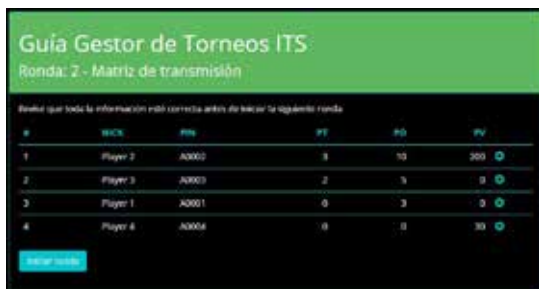 Guía Gestor de Torneos ITS
Ronda: 2 - Matriz de transmisión
Revise que toda la información esté correcta antes de iniciar la siguiente ronda
# NICK PIN PT PO PV
1 Player 2 A0002 3 10 200
2 Player 3 A0003 2 5 0
3 Player 1 A0001 0 3 0
4 Player 4 A0004 0 0 30
Iniciar ronda